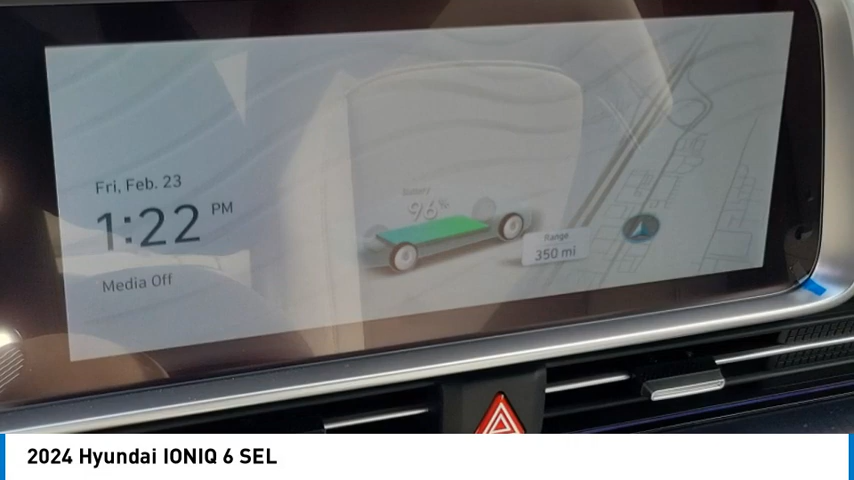 Fri, Feb. 23
1:22 PM
Media Off
Battery
96%
Range
350 mi
2024 Hyundai IONIQ 6 SEL